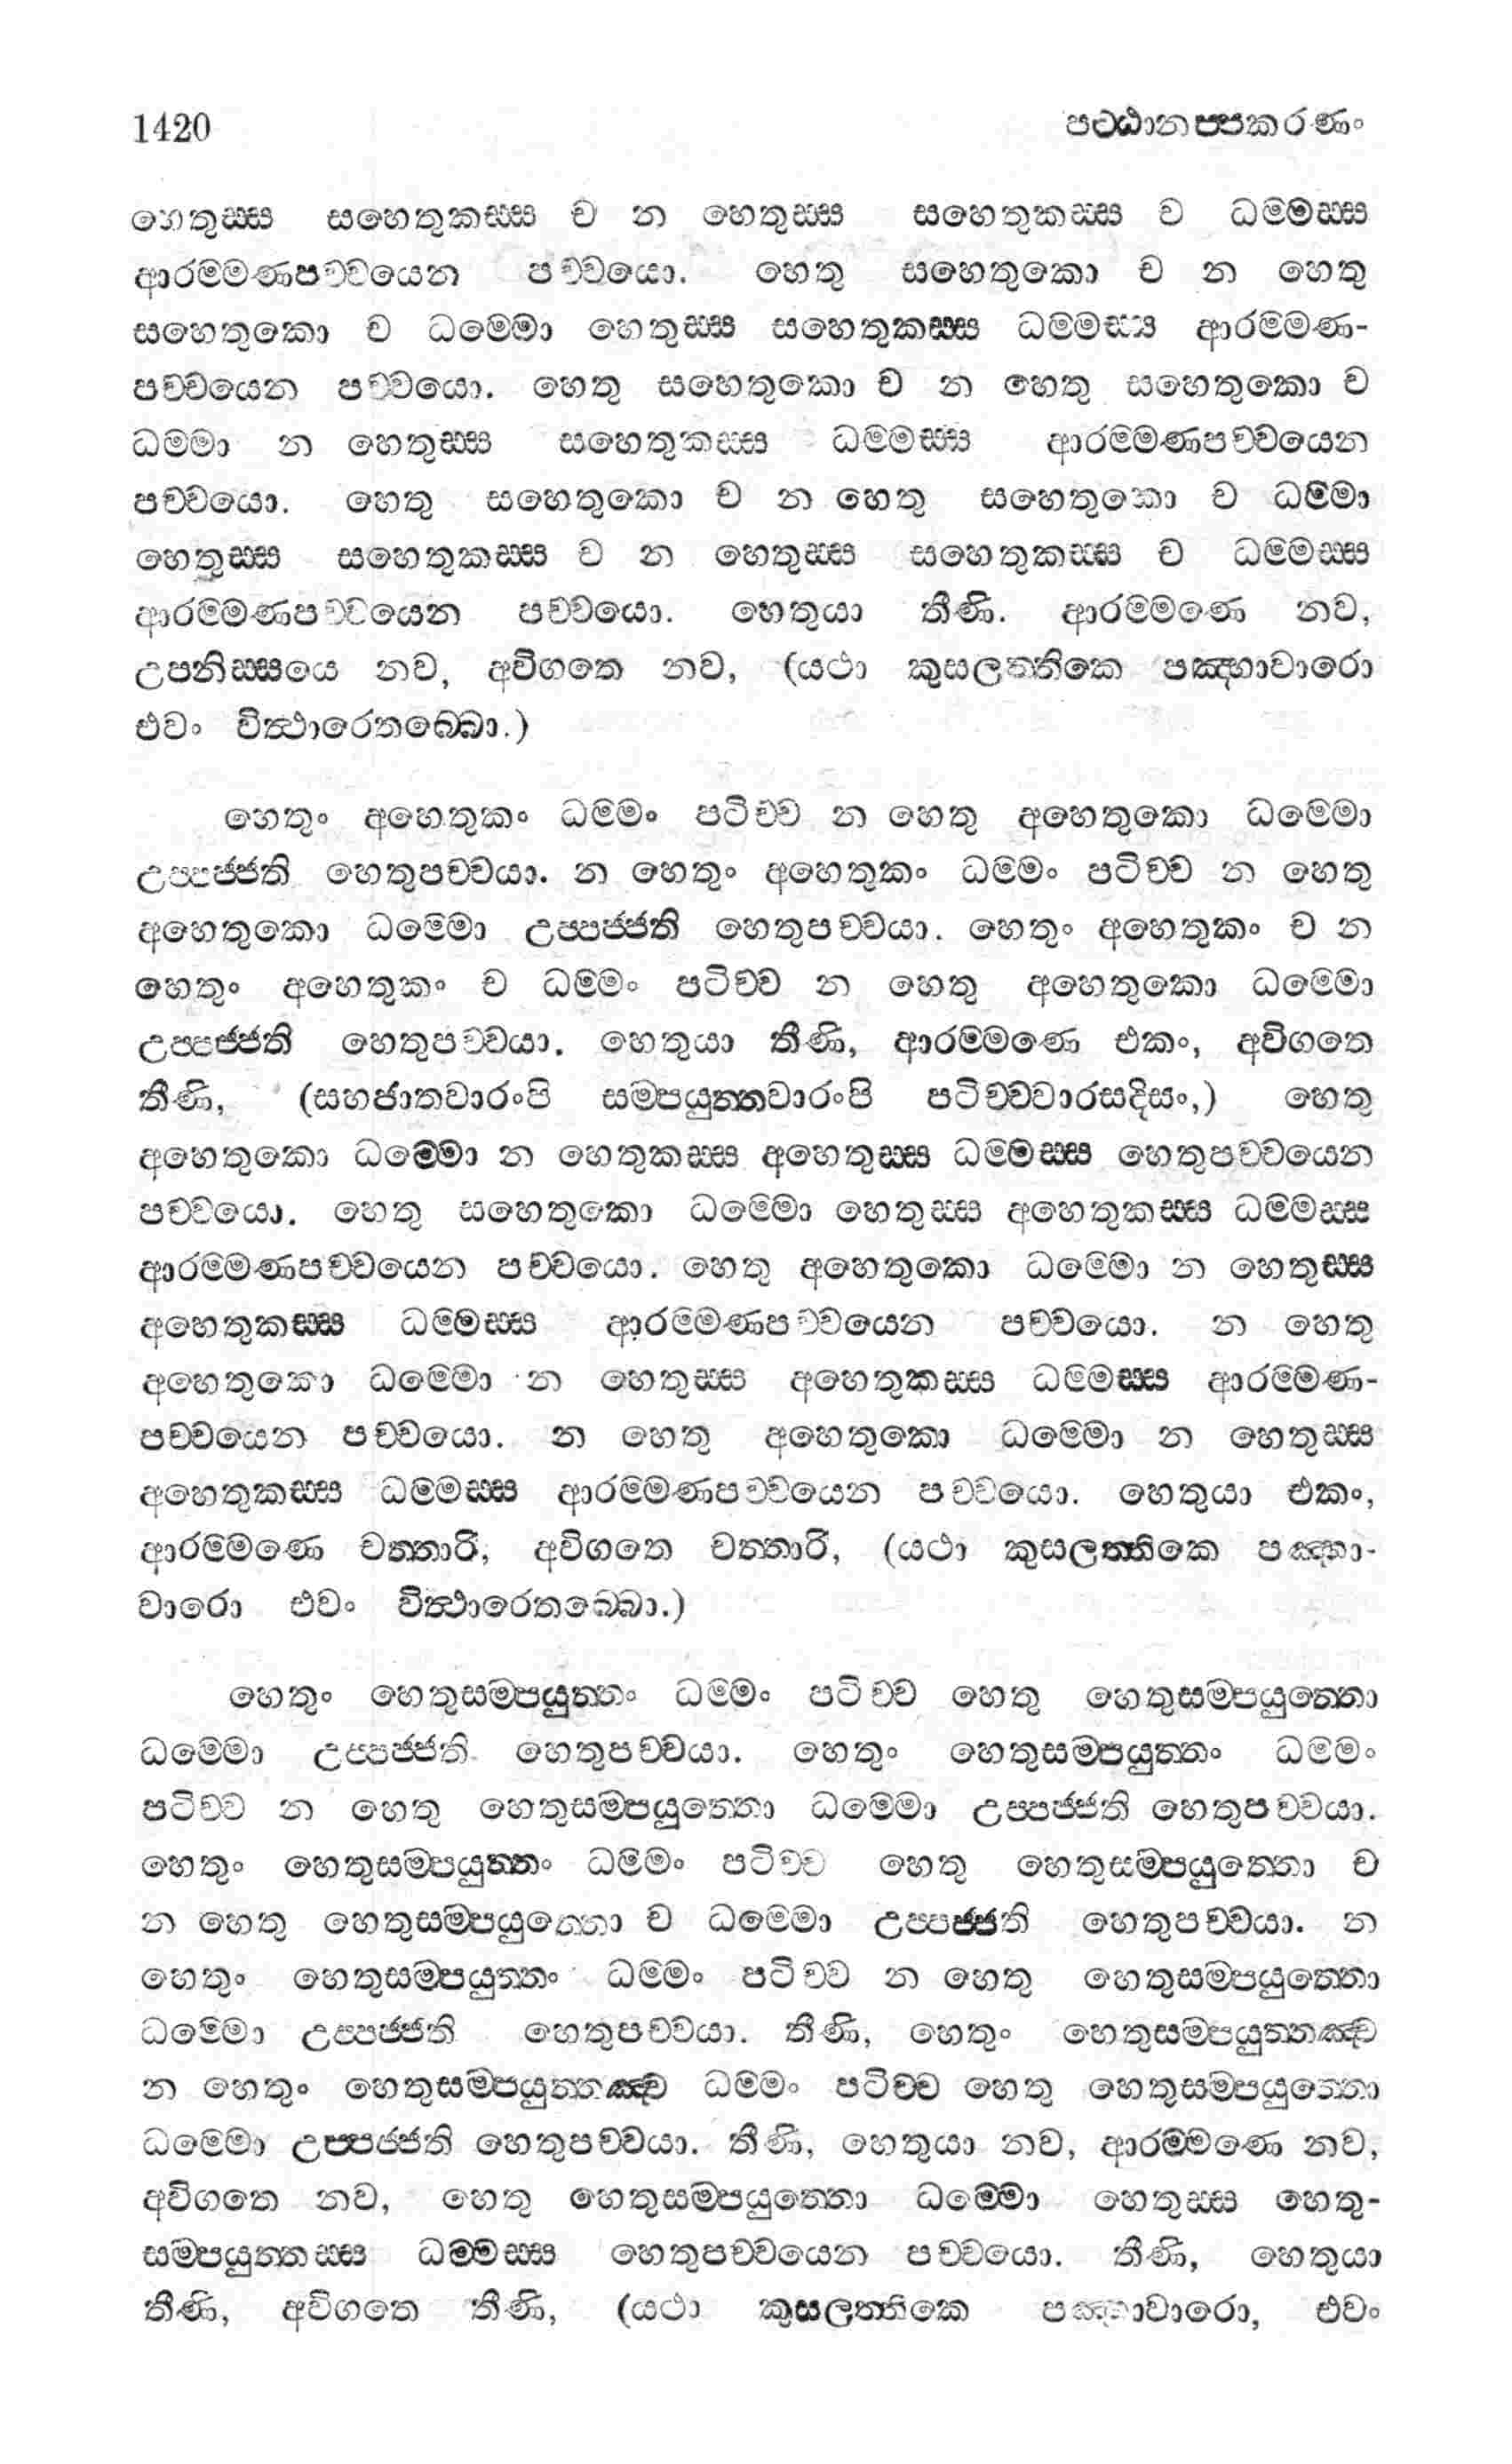 1420 පට්ඨානප්පකරණං
හෙතුස්ස සහෙතුකස්ස ච න හෙතුස්ස සහෙතුකස්ස ච ධම්මස්ස
ආරම්මණපච්චයෙන පච්චයො. හෙතු සහෙතුකො ච න හෙතු
සහෙතුකො ච ධම්මො හෙතුස්ස සහෙතුකස්ස ධම්මස්ස ආරම්මණ-
පච්චයෙන පච්චයො. හෙතු සහෙතුකො ච න හෙතු සහෙතුකො ච
ධම්මා න හෙතුස්ස සහෙතුකස්ස ධම්මස්ස ආරම්මණපච්චයෙන
පච්චයො. හෙතු සහෙතුකො ච න හෙතු සහෙතුකො ච ධම්මා
හෙතුස්ස සහෙතුකස්ස ච න හෙතුස්ස සහෙතුකස්ස ච ධම්මස්ස
ආරම්මණපච්චයෙන පච්චයො. හෙතුයා තීණි. ආරම්මණෙ නව,
උපනිස්සයෙ නව, අවිගතෙ නව, (යථා කුසලත්තිකෙ පඤ්හාවාරො
එවං විත්ථාරෙතබ්බො.)
හෙතුං අහෙතුකං ධම්මං පටිච්ච න හෙතු අහෙතුකො ධම්මො
උප්පජ්ජති හෙතුපච්චයා. න හෙතුං අහෙතුකං ධම්මං පටිච්ච න හෙතු
අහෙතුකො ධම්මො උප්පජ්ජති හෙතුපච්චයා. හෙතුං අහෙතුකං ච න
හෙතුං අහෙතුකං ච ධම්මං පටිච්ච න හෙතු අහෙතුකො ධම්මො
උප්පජ්ජති හෙතුපච්චයා. හෙතුයා තීණි, ආරම්මණෙ එකං, අවිගතෙ
තීණි, (සහජාතවාරංපි සම්පයුත්තවාරංපි පටිච්චවාරසදිසං,) හෙතු
අහෙතුකො ධම්මො න හෙතුකස්ස අහෙතුස්ස ධම්මස්ස හෙතුපච්චයෙන
පච්චයො. හෙතු සහෙතුකො ධම්මො හෙතුස්ස අහෙතුකස්ස ධම්මස්ස
ආරම්මණපච්චයෙන පච්චයො. හෙතු අහෙතුකො ධම්මො න හෙතුස්ස
අහෙතුකස්ස ධම්මස්ස ආරම්මණපච්චයෙන පච්චයො. න හෙතු
අහෙතුකො ධම්මො න හෙතුස්ස අහෙතුකස්ස ධම්මස්ස ආරම්මණ-
පච්චයෙන පච්චයො. න හෙතු අහෙතුකො ධම්මො න හෙතුස්ස
අහෙතුකස්ස ධම්මස්ස ආරම්මණපච්චයෙන පච්චයො. හෙතුයා එකං,
ආරම්මණෙ චත්තාරි, අවිගතෙ චත්තාරි, (යථා කුසලත්තිකෙ පඤ්හා-
වාරො එවං විත්ථාරෙතබ්බො.)
හෙතුං හෙතුසම්පයුත්තං ධම්මං පටිච්ච හෙතු හෙතුසම්පයුත්තො
ධම්මො උප්පජ්ජති හෙතුපච්චයා. හෙතුං හෙතුසම්පයුත්තං ධම්මං
පටිච්ච න හෙතු හෙතුසම්පයුත්තො ධම්මො උප්පජ්ජති හෙතුපච්චයා.
හෙතුං හෙතුසම්පයුත්තං ධම්මං පටිච්ච හෙතු හෙතුසම්පයුත්තො ච
න හෙතු හෙතුසම්පයුත්තො ච ධම්මො උප්පජ්ජති හෙතුපච්චයා. න
හෙතුං හෙතුසම්පයුත්තං ධම්මං පටිච්ච න හෙතු හෙතුසම්පයුත්තො
ධම්මො උප්පජ්ජති හෙතුපච්චයා. තීණි, හෙතුං හෙතුසම්පයුත්තඤ්ච
න හෙතුං හෙතුසම්පයුත්තඤ්ච ධම්මං පටිච්ච හෙතු හෙතුසම්පයුත්තො
ධම්මො උප්පජ්ජති හෙතුපච්චයා. තීණි, හෙතුයා නව, ආරම්මණෙ නව,
අවිගතෙ නව, හෙතු හෙතුසම්පයුත්තො ධම්මො හෙතුස්ස හෙතු-
සම්පයුත්තස්ස ධම්මස්ස හෙතුපච්චයෙන පච්චයො. තීණි, හෙතුයා
තීණි, අවිගතෙ තීණි, (යථා කුසලත්තිකෙ පඤ්හාවාරො, එවං